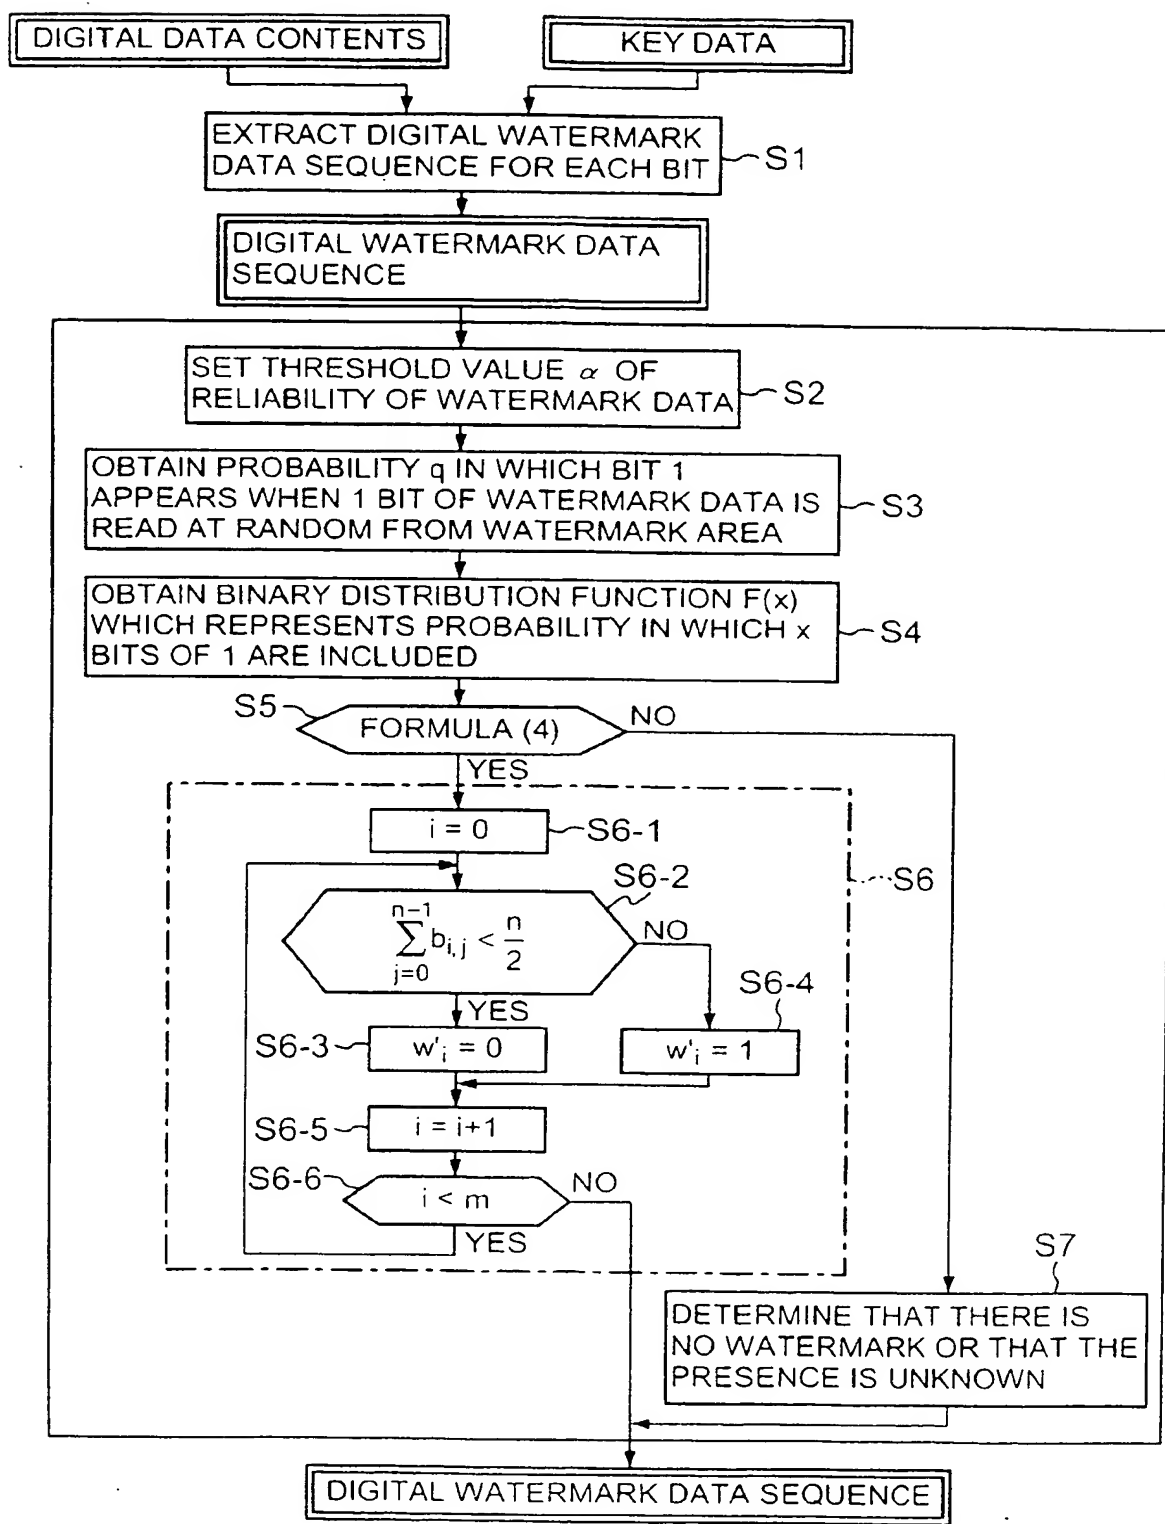 DIGITAL DATA CONTENTS
KEY DATA
EXTRACT DIGITAL WATERMARK
DATA SEQUENCE FOR EACH BIT
S1
DIGITAL WATERMARK DATA
SEQUENCE
SET THRESHOLD VALUE α OF
RELIABILITY OF WATERMARK DATA
S2
OBTAIN PROBABILITY q IN WHICH BIT 1
APPEARS WHEN 1 BIT OF WATERMARK DATA IS
READ AT RANDOM FROM WATERMARK AREA
S3
OBTAIN BINARY DISTRIBUTION FUNCTION F(x)
WHICH REPRESENTS PROBABILITY IN WHICH x
BITS OF 1 ARE INCLUDED
S4
S5
FORMULA (4)
NO
YES
i = 0
S6-1
S6
S6-2
\sum_{j=0}^{n-1} b_{i,j} < \frac{n}{2}
NO
YES
S6-4
S6-3
w'_i = 0
w'_i = 1
S6-5
i = i+1
S6-6
i < m
NO
YES
S7
DETERMINE THAT THERE IS
NO WATERMARK OR THAT THE
PRESENCE IS UNKNOWN
DIGITAL WATERMARK DATA SEQUENCE